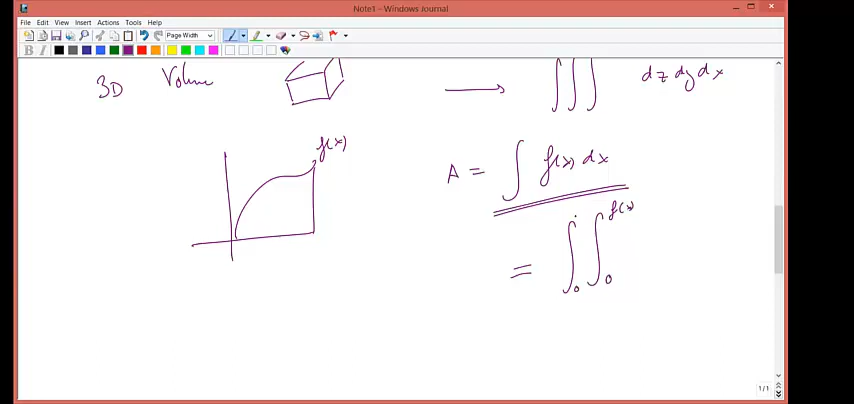 Note1 - Windows Journal
File Edit View Insert Actions Tools Help
Page Width
B I
3D Volume ∫∫∫ dz dy dx
f(x)
A = ∫ f(x) dx
= ∫₀ ∫₀^f(x)
1/1